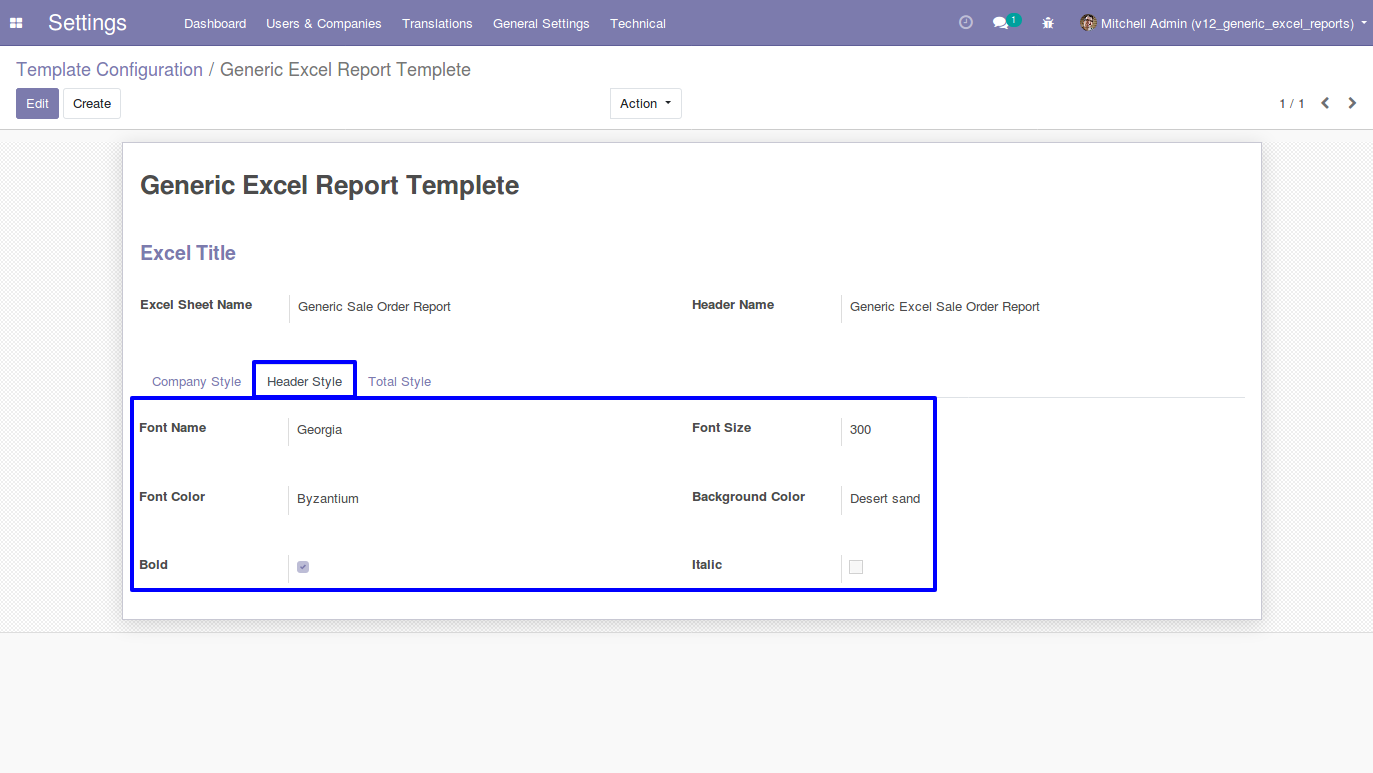 Settings Dashboard Users & Companies Translations General Settings Technical 1 Mitchell Admin (v12_generic_excel_reports)
Template Configuration / Generic Excel Report Templete
Edit Create Action 1 / 1
Generic Excel Report Templete
Excel Title
Excel Sheet Name Generic Sale Order Report Header Name Generic Excel Sale Order Report
Company Style Header Style Total Style
Font Name Georgia Font Size 300
Font Color Byzantium Background Color Desert sand
Bold Italic